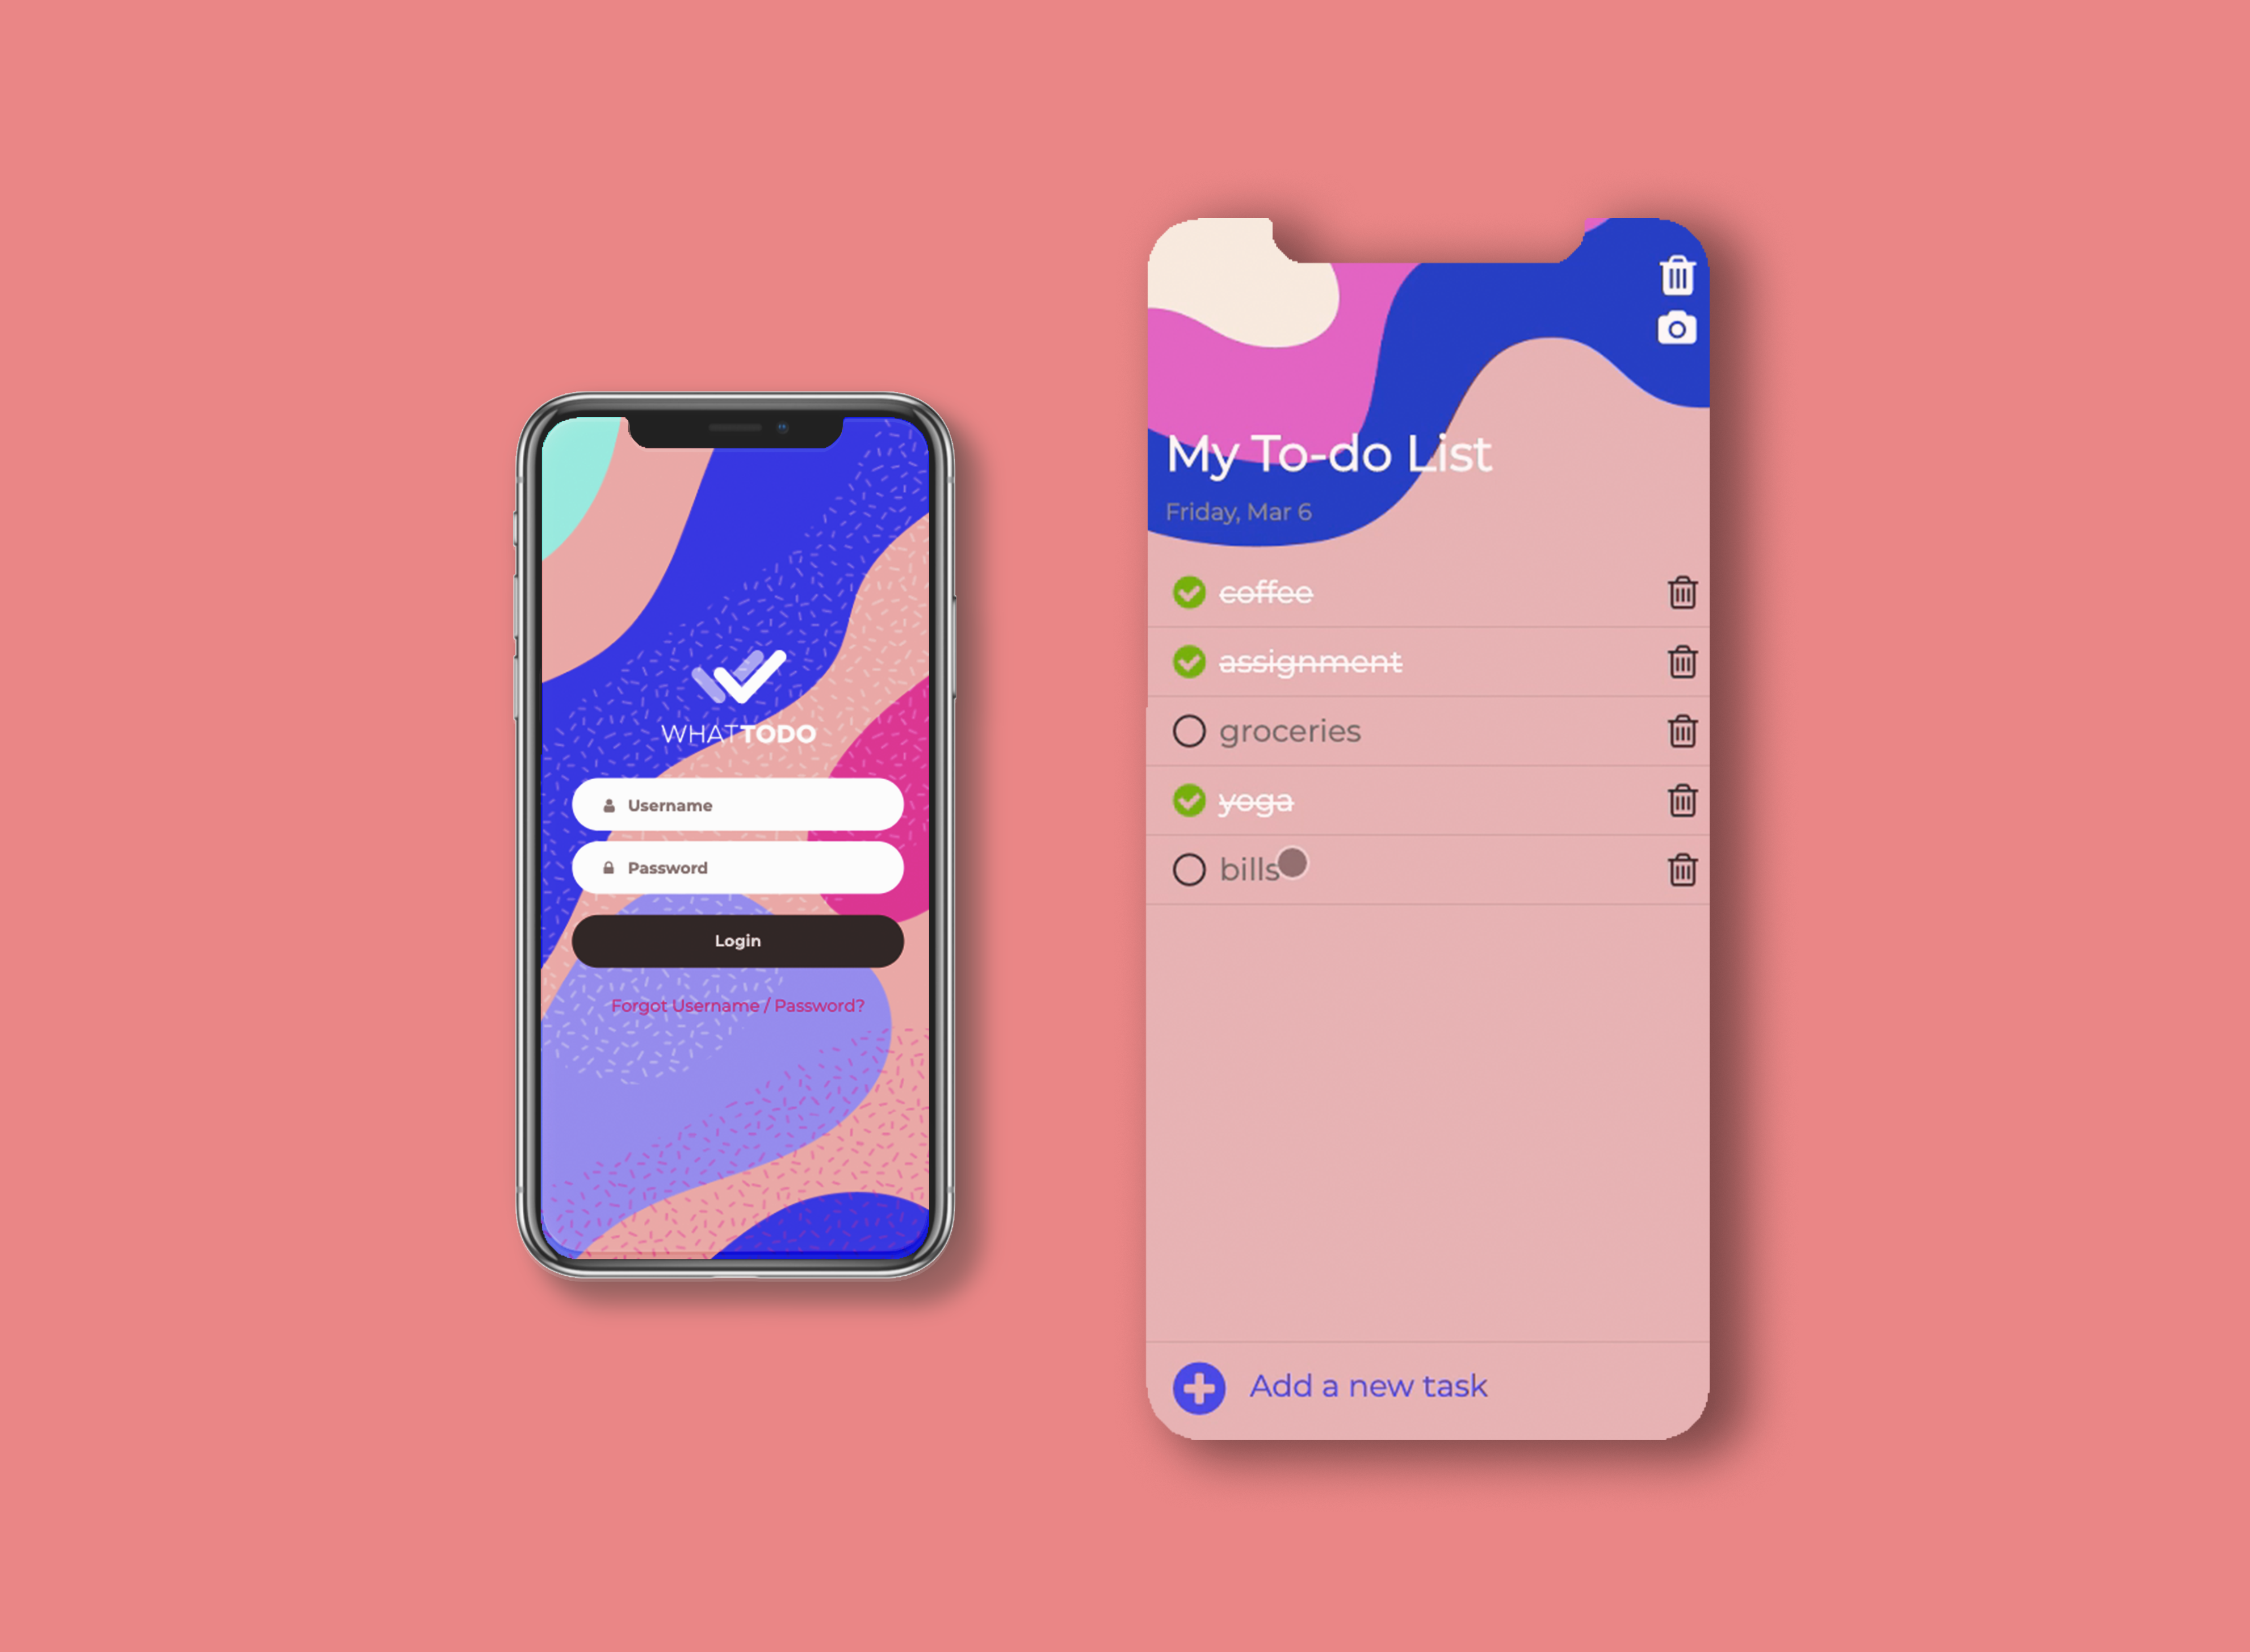 WHATTODO
Username
Password
Login
Forgot Username / Password?
My To-do List
Friday, Mar 6
coffee
assignment
groceries
yoga
bills
Add a new task